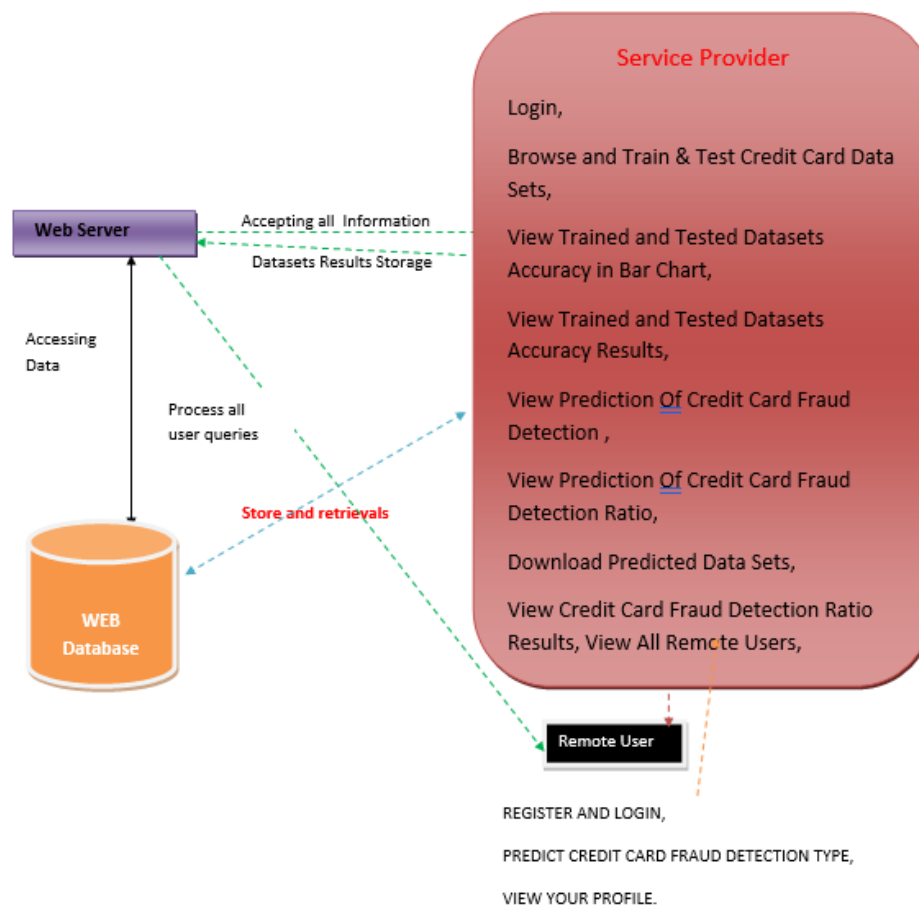 Service Provider
Login,
Browse and Train & Test Credit Card Data
Sets,
View Trained and Tested Datasets
Accuracy in Bar Chart,
View Trained and Tested Datasets
Accuracy Results,
View Prediction Of Credit Card Fraud
Detection ,
View Prediction Of Credit Card Fraud
Detection Ratio,
Download Predicted Data Sets,
View Credit Card Fraud Detection Ratio
Results, View All Remote Users,
Web Server
Accepting all Information
Datasets Results Storage
Accessing
Data
Process all
user queries
Store and retrievals
WEB
Database
Remote User
REGISTER AND LOGIN,
PREDICT CREDIT CARD FRAUD DETECTION TYPE,
VIEW YOUR PROFILE.